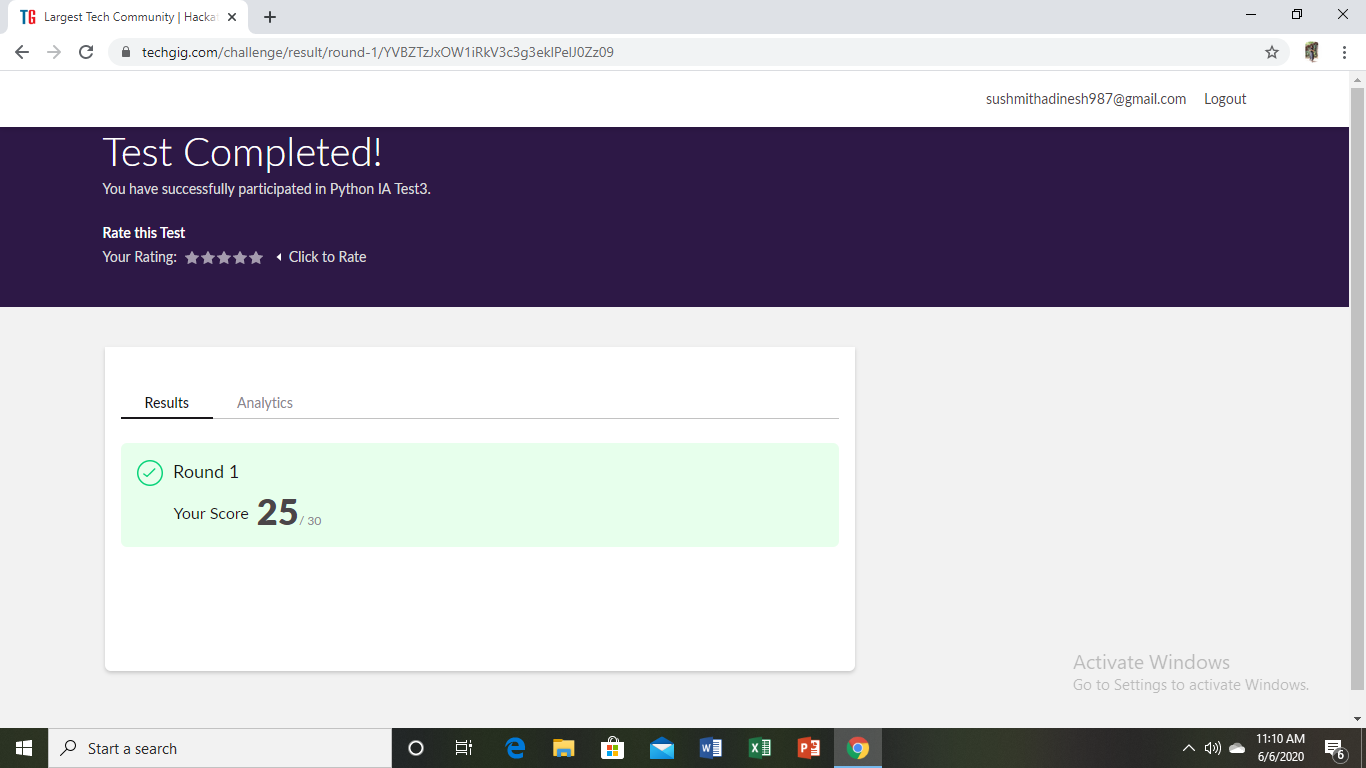 TG Largest Tech Community | Hacka
techgig.com/challenge/result/round-1/YVBZTzJxOW1iRkV3c3g3eklPelJ0Zz09
sushmithadinesh987@gmail.com Logout
Test Completed!
You have successfully participated in Python IA Test3.
Rate this Test
Your Rating: Click to Rate
Results Analytics
Round 1
Your Score 25 / 30
Activate Windows
Go to Settings to activate Windows.
Start a search
11:10 AM
6/6/2020
6